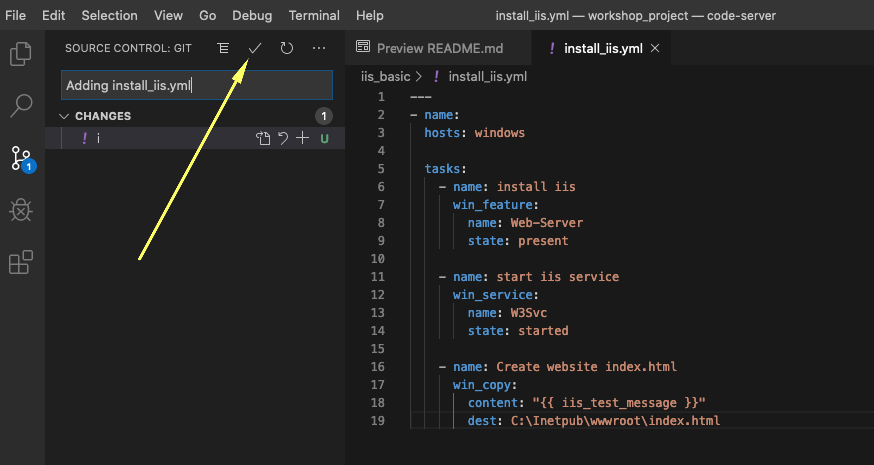 File Edit Selection View Go Debug Terminal Help install_iis.yml — workshop_project — code-server
SOURCE CONTROL: GIT
Adding install_iis.yml
CHANGES 1
! i U
1
Preview README.md ! install_iis.yml ×
iis_basic > ! install_iis.yml
1 ---
2 - name:
3 hosts: windows
4
5 tasks:
6 - name: install iis
7 win_feature:
8 name: Web-Server
9 state: present
10
11 - name: start iis service
12 win_service:
13 name: W3Svc
14 state: started
15
16 - name: Create website index.html
17 win_copy:
18 content: "{{ iis_test_message }}"
19 dest: C:\Inetpub\wwwroot\index.html